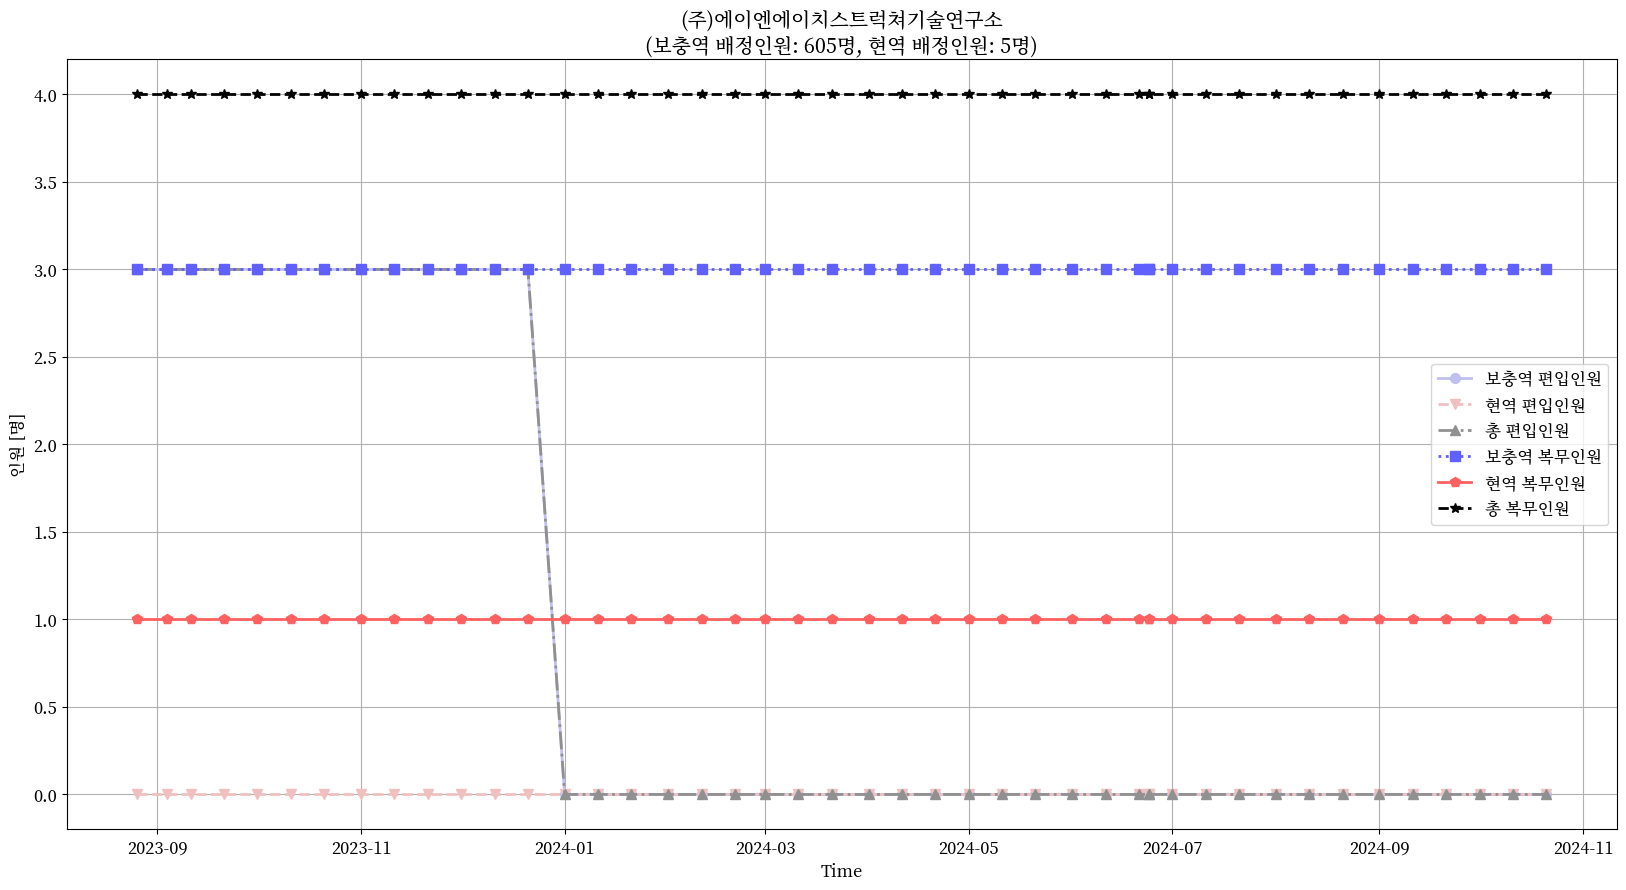 (주)에이엔에이치스트럭쳐기술연구소
(보충역 배정인원: 605명, 현역 배정인원: 5명)
인원 [명]
4.0
3.5
3.0
2.5
2.0
1.5
1.0
0.5
0.0
보충역 편입인원
현역 편입인원
총 편입인원
보충역 복무인원
현역 복무인원
총 복무인원
2023-09
2023-11
2024-01
2024-03
2024-05
2024-07
2024-09
2024-11
Time